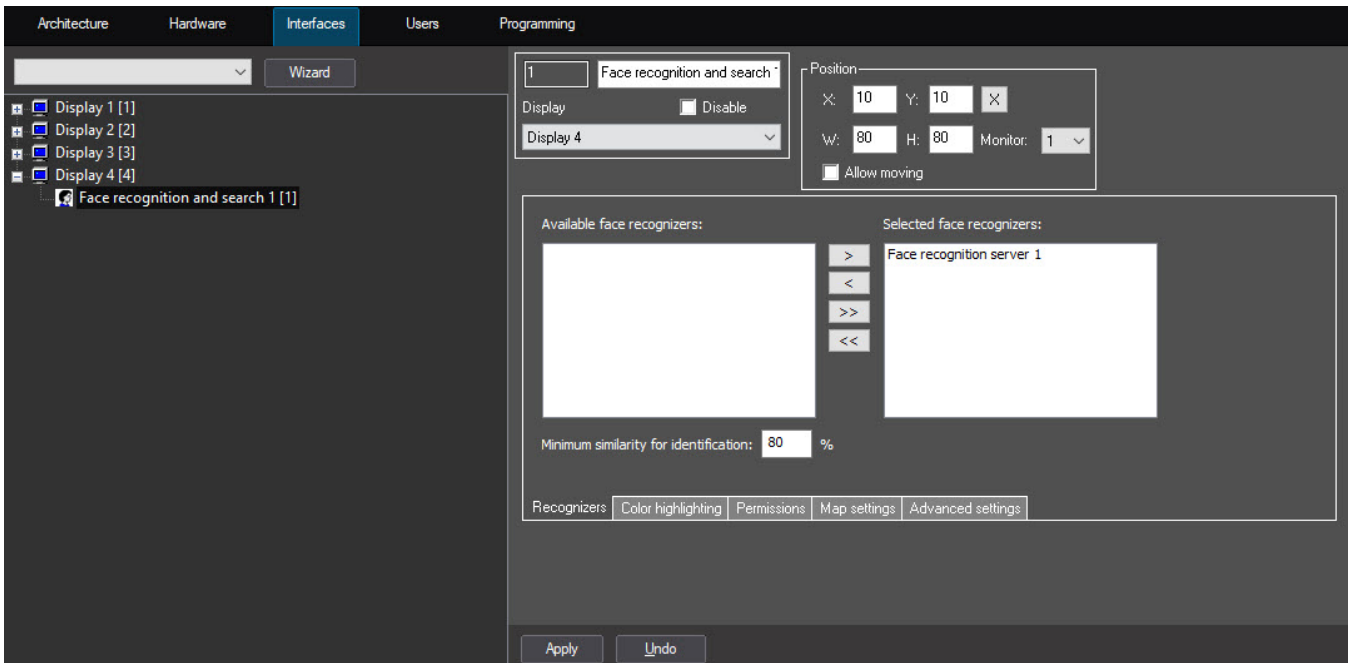 Architecture Hardware Interfaces Users Programming
Wizard
Display 1 [1]
Display 2 [2]
Display 3 [3]
Display 4 [4]
Face recognition and search 1 [1]
1 Face recognition and search
Display Disable
Display 4
Position
X: 10 Y: 10 X
W: 80 H: 80 Monitor: 1
Allow moving
Available face recognizers: Selected face recognizers:
Face recognition server 1
>
<
>>
<<
Minimum similarity for identification: 80 %
Recognizers Color highlighting Permissions Map settings Advanced settings
Apply Undo